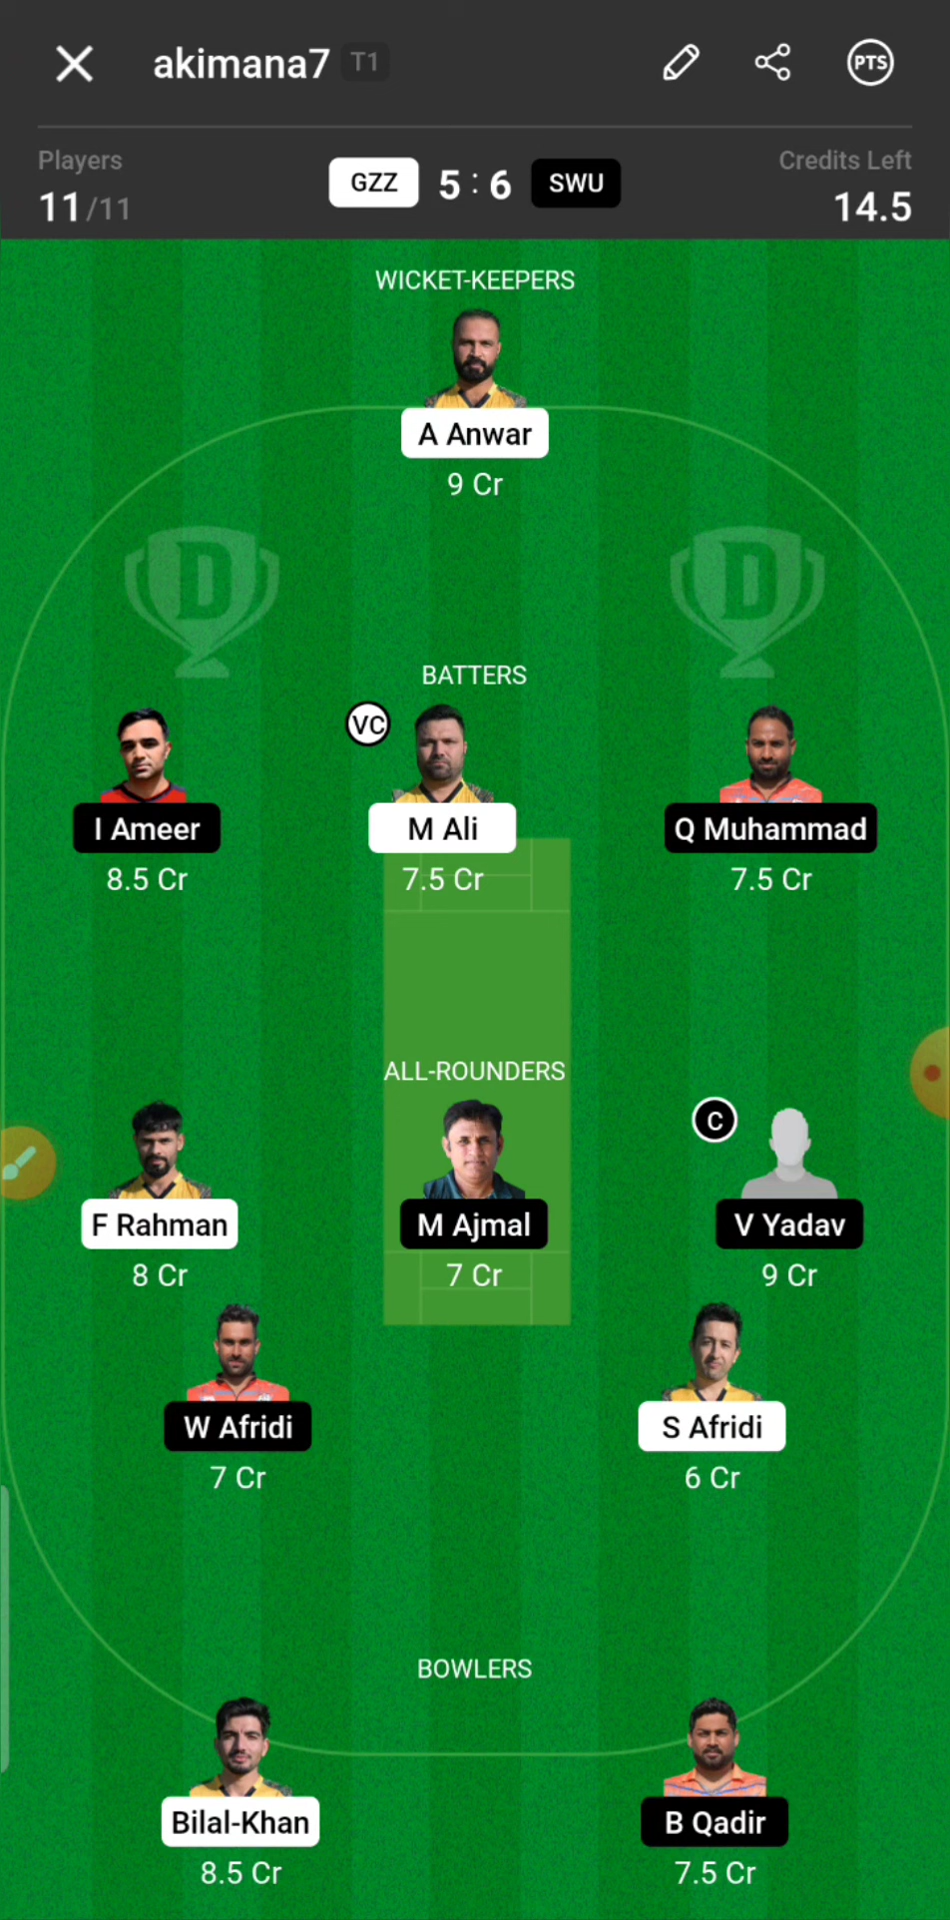 akimana7 T1 PTS
Players
11/11
GZZ 5 : 6 SWU
Credits Left
14.5
WICKET-KEEPERS
A Anwar
9 Cr
D D
BATTERS
VC
I Ameer M Ali Q Muhammad
8.5 Cr 7.5 Cr 7.5 Cr
ALL-ROUNDERS
C
F Rahman M Ajmal V Yadav
8 Cr 7 Cr 9 Cr
W Afridi S Afridi
7 Cr 6 Cr
BOWLERS
Bilal-Khan B Qadir
8.5 Cr 7.5 Cr